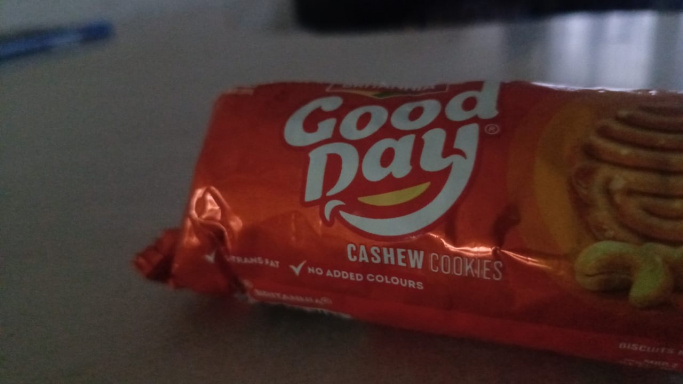 Good
Day®
CASHEW COOKIES
TRANS FAT
NO ADDED COLOURS